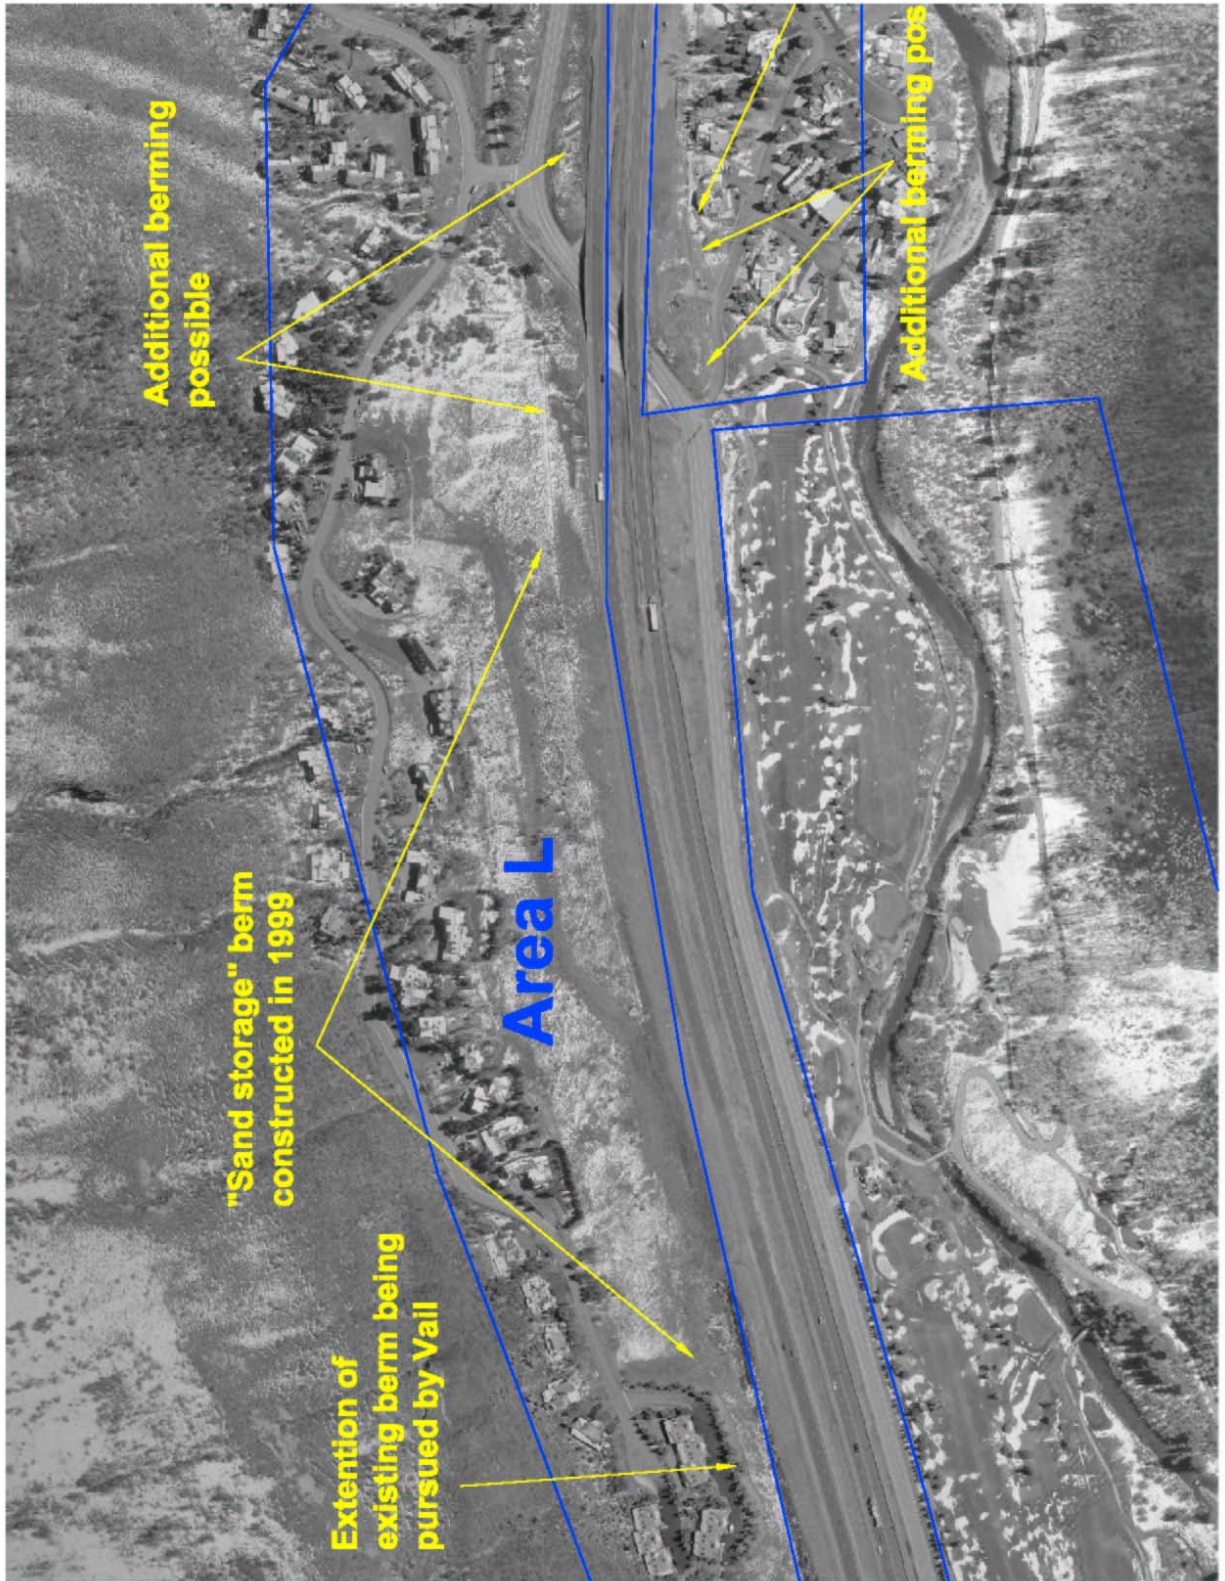 Extention of
existing berm being
pursued by Vail
"Sand storage" berm
constructed in 1999
Additional berming
possible
Area L
Additional berming pos